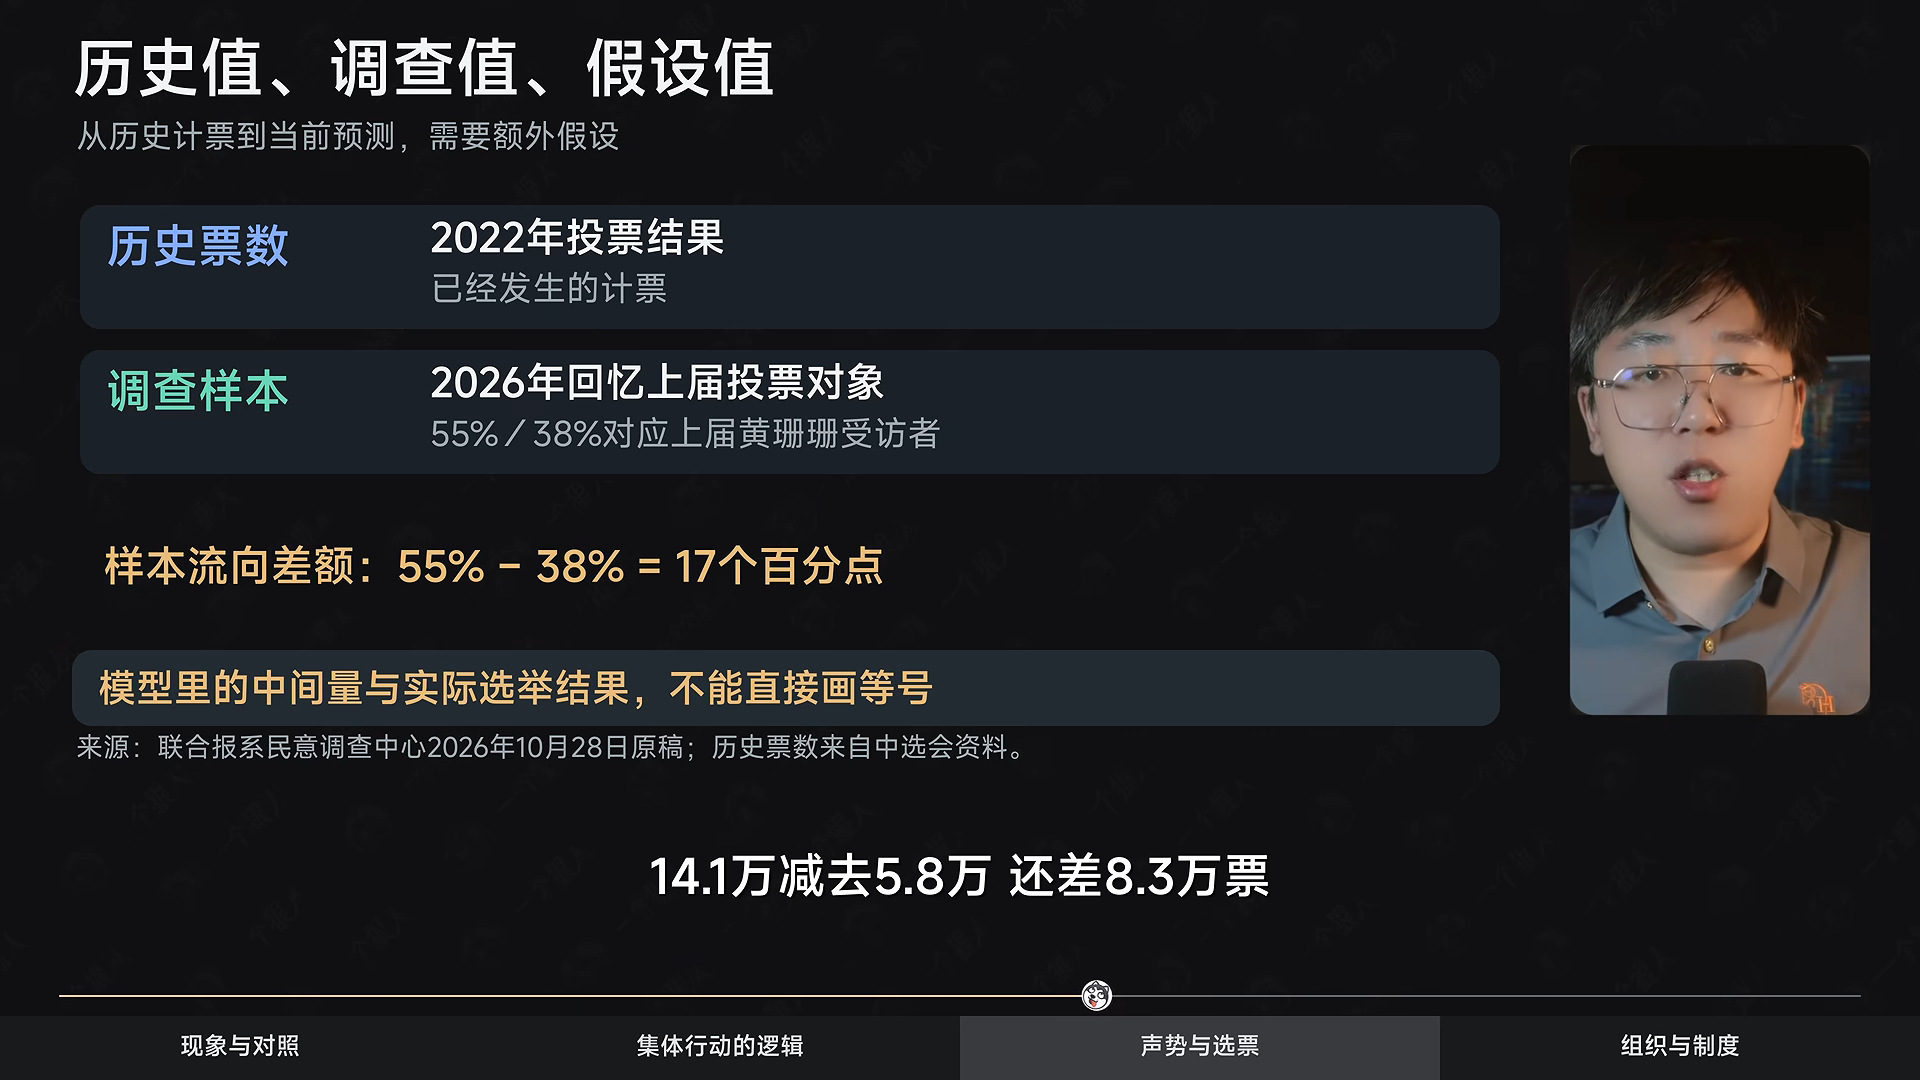 历史值、调查值、假设值
从历史计票到当前预测，需要额外假设
历史票数
2022年投票结果
已经发生的计票
调查样本
2026年回忆上届投票对象
55%／38%对应上届黄珊珊受访者
样本流向差额：55% − 38% = 17个百分点
模型里的中间量与实际选举结果，不能直接画等号
来源：联合报系民意调查中心2026年10月28日原稿；历史票数来自中选会资料。
14.1万减去5.8万 还差8.3万票
现象与对照
集体行动的逻辑
声势与选票
组织与制度